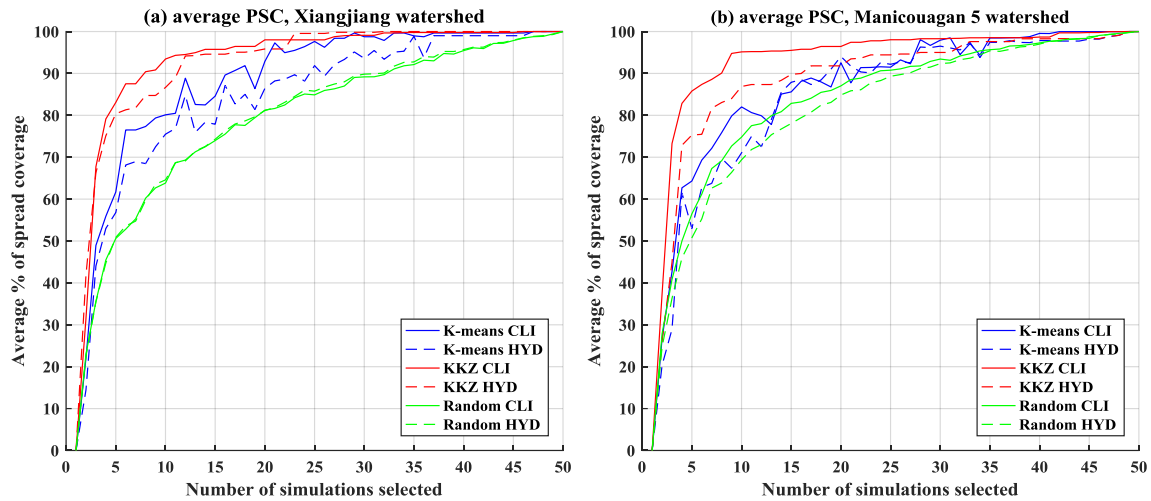 (a) average PSC, Xiangjiang watershed
Average % of spread coverage
100
90
80
70
60
50
40
30
20
10
0
0 5 10 15 20 25 30 35 40 45 50
Number of simulations selected
K-means CLI
K-means HYD
KKZ CLI
KKZ HYD
Random CLI
Random HYD
(b) average PSC, Manicouagan 5 watershed
Average % of spread coverage
100
90
80
70
60
50
40
30
20
10
0
0 5 10 15 20 25 30 35 40 45 50
Number of simulations selected
K-means CLI
K-means HYD
KKZ CLI
KKZ HYD
Random CLI
Random HYD